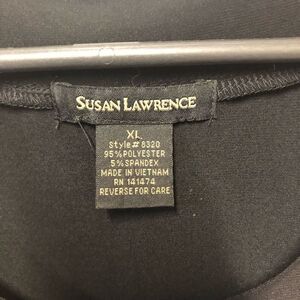 SUSAN LAWRENCE
XL
Style# 8320
95% POLYESTER
5% SPANDEX
MADE IN VIETNAM
RN 141474
REVERSE FOR CARE